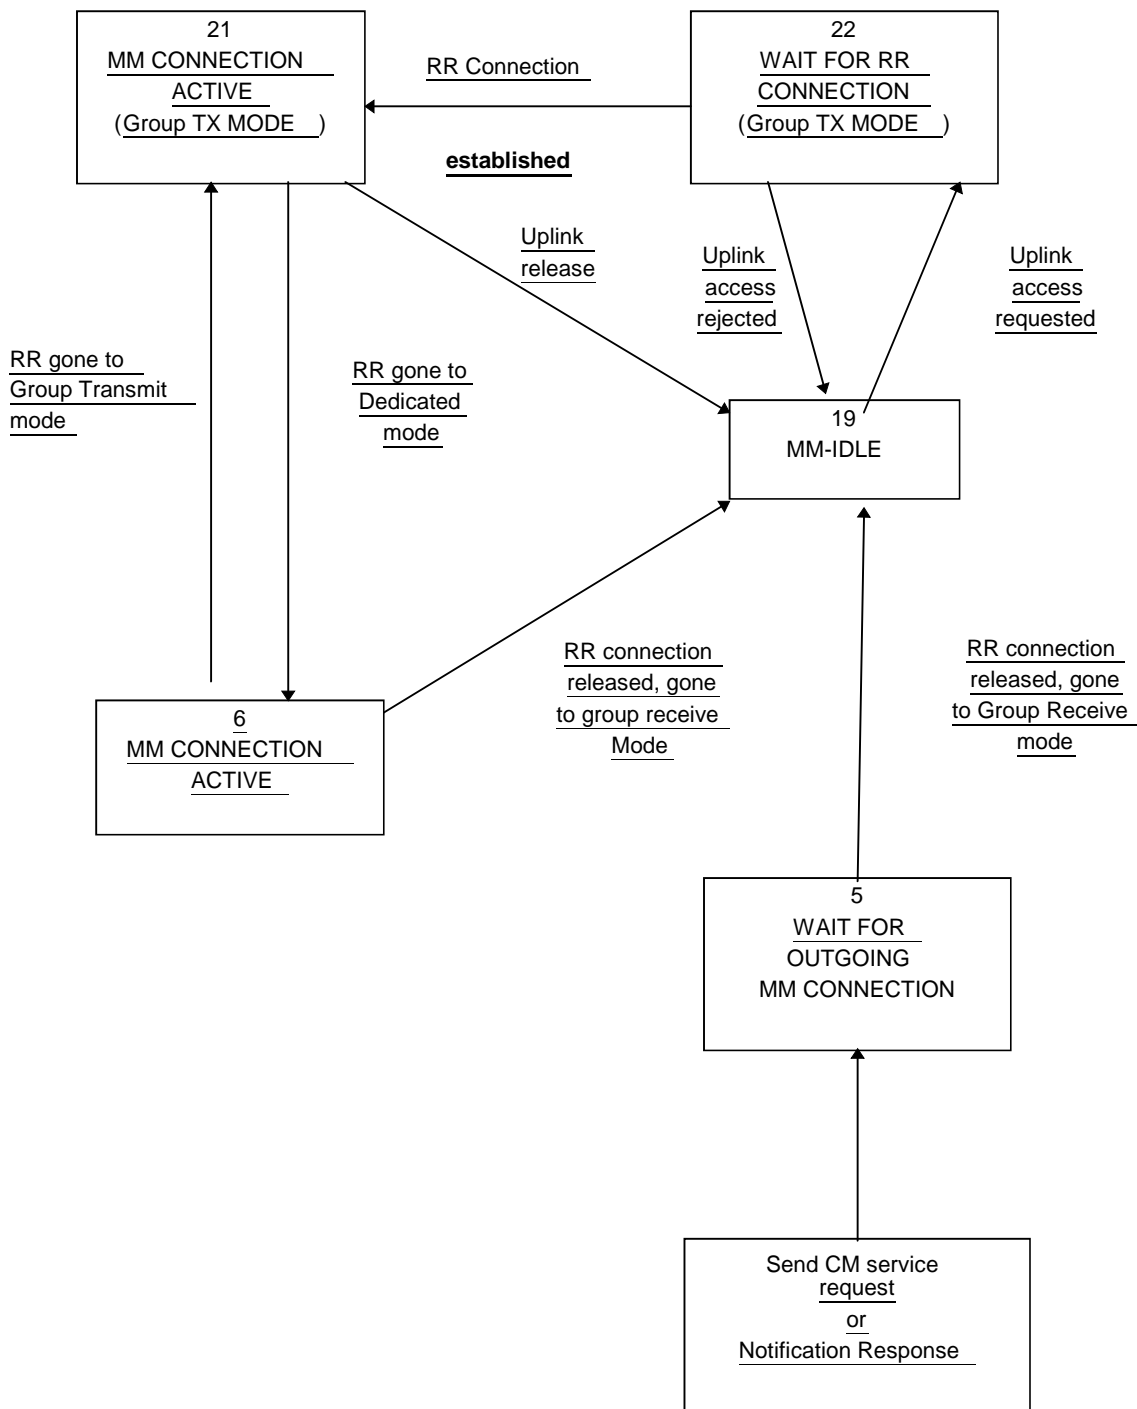 21
MM CONNECTION
ACTIVE
(Group TX MODE )
RR Connection
established
22
WAIT FOR RR
CONNECTION
(Group TX MODE )
Uplink
release
Uplink
access
rejected
Uplink
access
requested
RR gone to
Group Transmit
mode
RR gone to
Dedicated
mode
19
MM-IDLE
RR connection
released, gone
to group receive
Mode
RR connection
released, gone
to Group Receive
mode
6
MM CONNECTION
ACTIVE
5
WAIT FOR
OUTGOING
MM CONNECTION
Send CM service
request
or
Notification Response